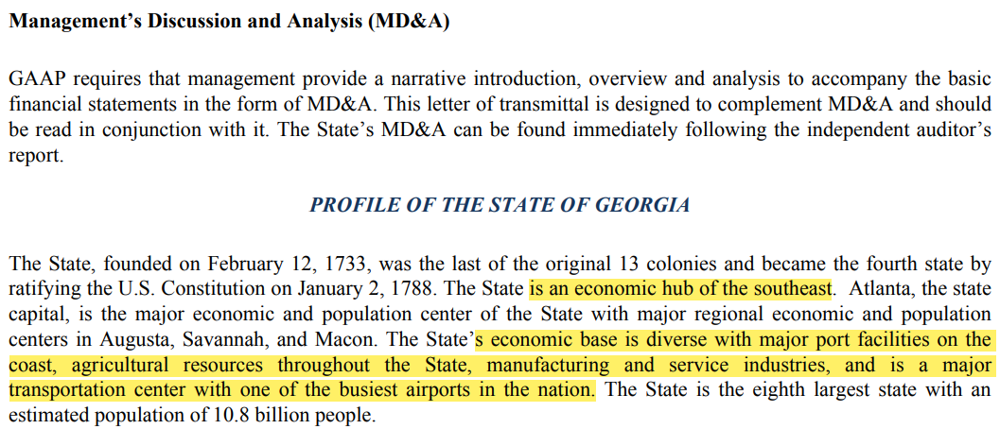 Management’s Discussion and Analysis (MD&A)
GAAP requires that management provide a narrative introduction, overview and analysis to accompany the basic
financial statements in the form of MD&A. This letter of transmittal is designed to complement MD&A and should
be read in conjunction with it. The State’s MD&A can be found immediately following the independent auditor’s
report.
PROFILE OF THE STATE OF GEORGIA
The State, founded on February 12, 1733, was the last of the original 13 colonies and became the fourth state by
ratifying the U.S. Constitution on January 2, 1788. The State is an economic hub of the southeast. Atlanta, the state
capital, is the major economic and population center of the State with major regional economic and population
centers in Augusta, Savannah, and Macon. The State’s economic base is diverse with major port facilities on the
coast, agricultural resources throughout the State, manufacturing and service industries, and is a major
transportation center with one of the busiest airports in the nation. The State is the eighth largest state with an
estimated population of 10.8 billion people.